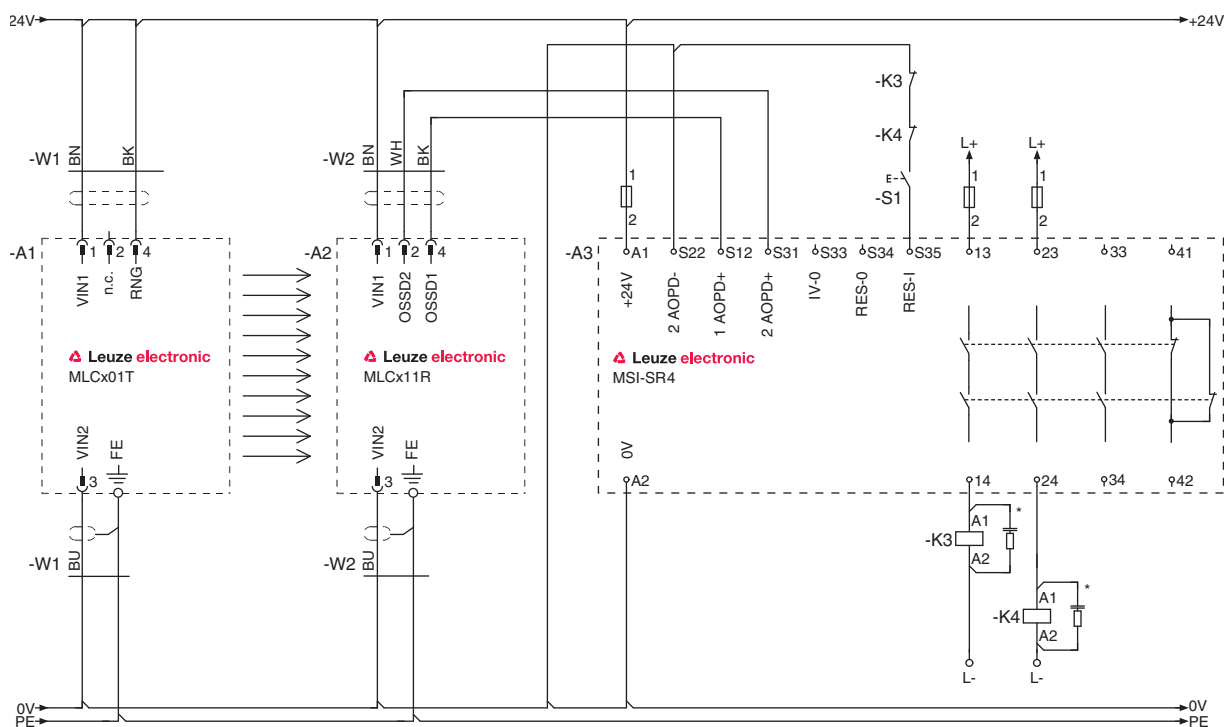 24V
+24V
-K3
-K4
-S1
E
L+
L+
-W1
BN
BK
-W2
BN
WH
BK
1
2
1
2
1
2
-A1
1
2
4
VIN1
n.c.
RNG
-A2
1
2
4
VIN1
OSSD2
OSSD1
-A3
A1
S22
S12
S31
S33
S34
S35
13
23
33
41
+24V
2 AOPD-
1 AOPD+
2 AOPD+
IV-0
RES-0
RES-I
Leuze electronic
MLCx01T
Leuze electronic
MLCx11R
Leuze electronic
MSI-SR4
VIN2
FE
VIN2
FE
0V
3
3
A2
14
24
34
42
-W1
BU
-W2
BU
-K3
A1
A2
*
-K4
A1
A2
*
L-
L-
0V
0V
PE
PE